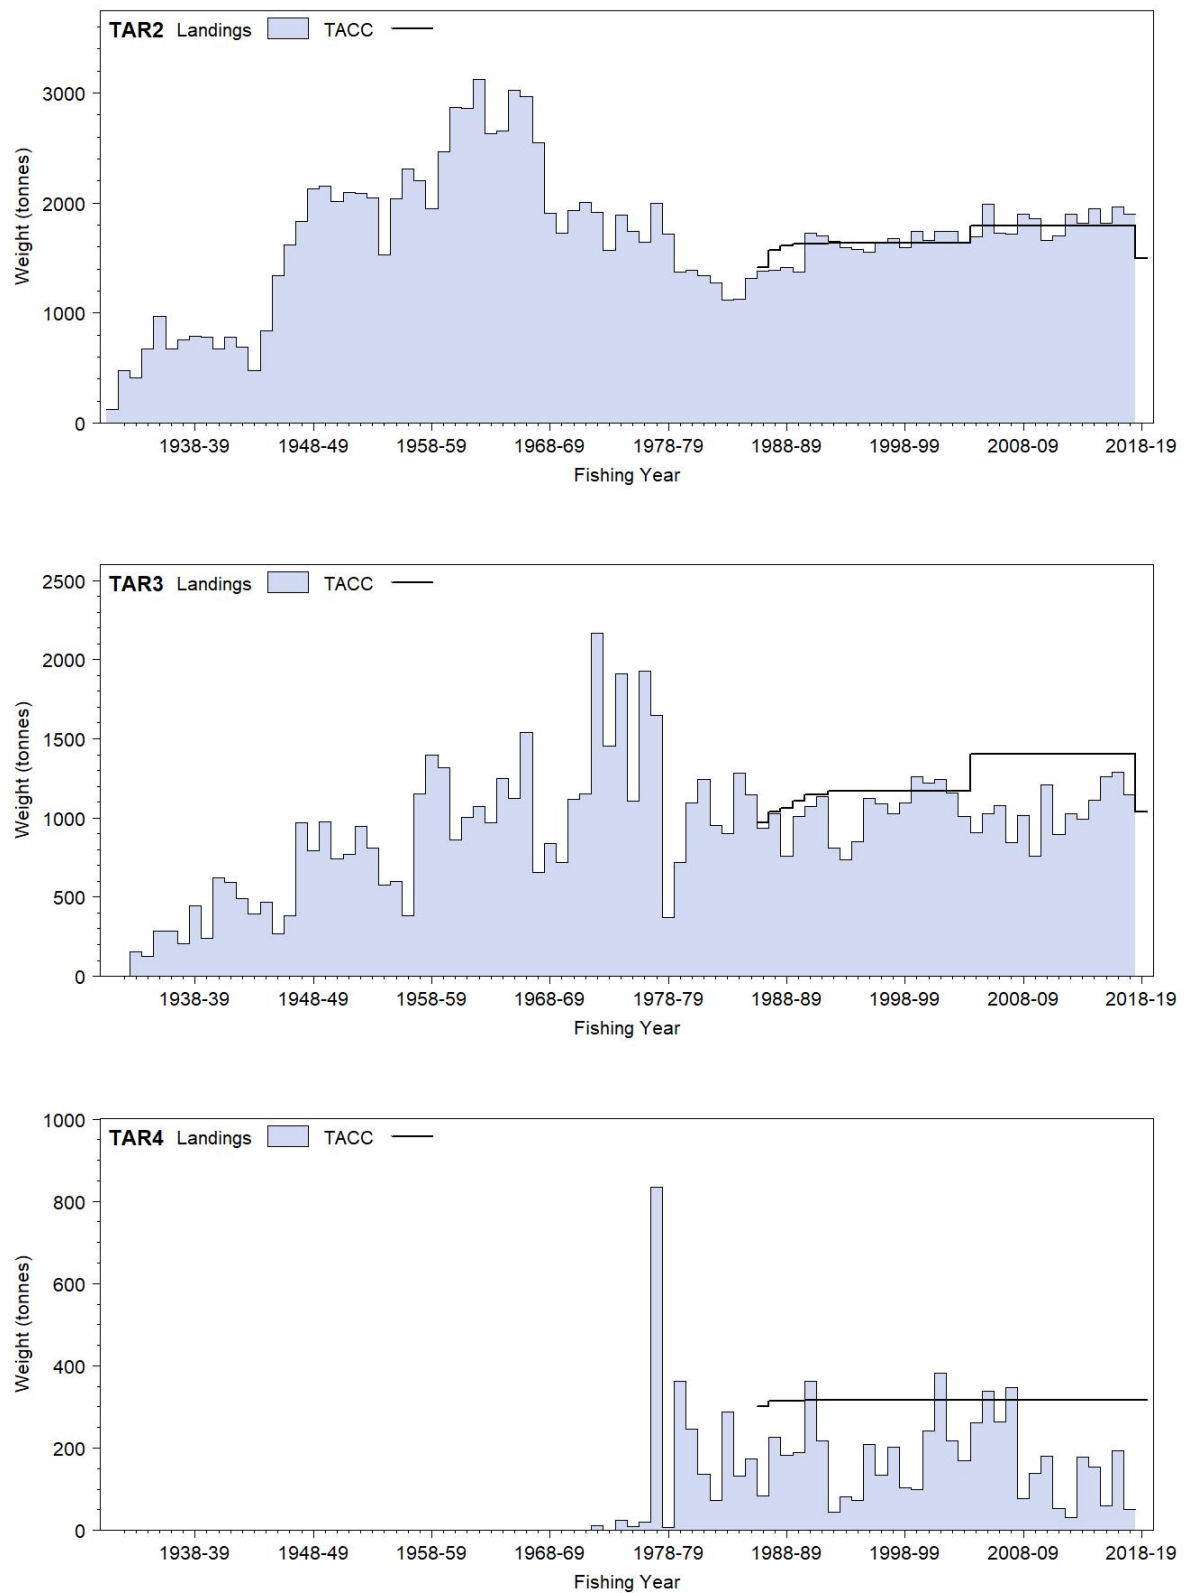 TAR2 Landings TACC
3000
2000
1000
0
Weight (tonnes)
1938-39 1948-49 1958-59 1968-69 1978-79 1988-89 1998-99 2008-09 2018-19
Fishing Year
TAR3 Landings TACC
2500
2000
1500
1000
500
0
Weight (tonnes)
1938-39 1948-49 1958-59 1968-69 1978-79 1988-89 1998-99 2008-09 2018-19
Fishing Year
TAR4 Landings TACC
1000
800
600
400
200
0
Weight (tonnes)
1938-39 1948-49 1958-59 1968-69 1978-79 1988-89 1998-99 2008-09 2018-19
Fishing Year